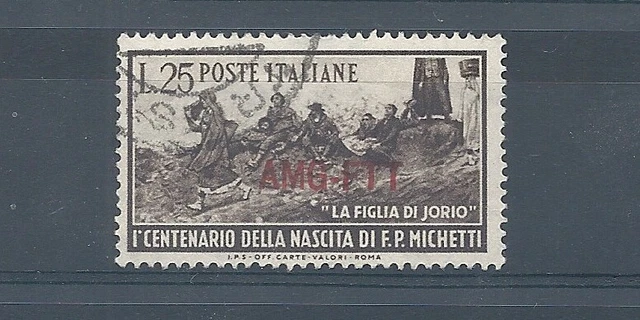 L.25 POSTE ITALIANE
AMG-FTT
"LA FIGLIA DI JORIO"
I° CENTENARIO DELLA NASCITA DI F. P. MICHETTI
I.P.S - OFF. CARTE - VALORI - ROMA